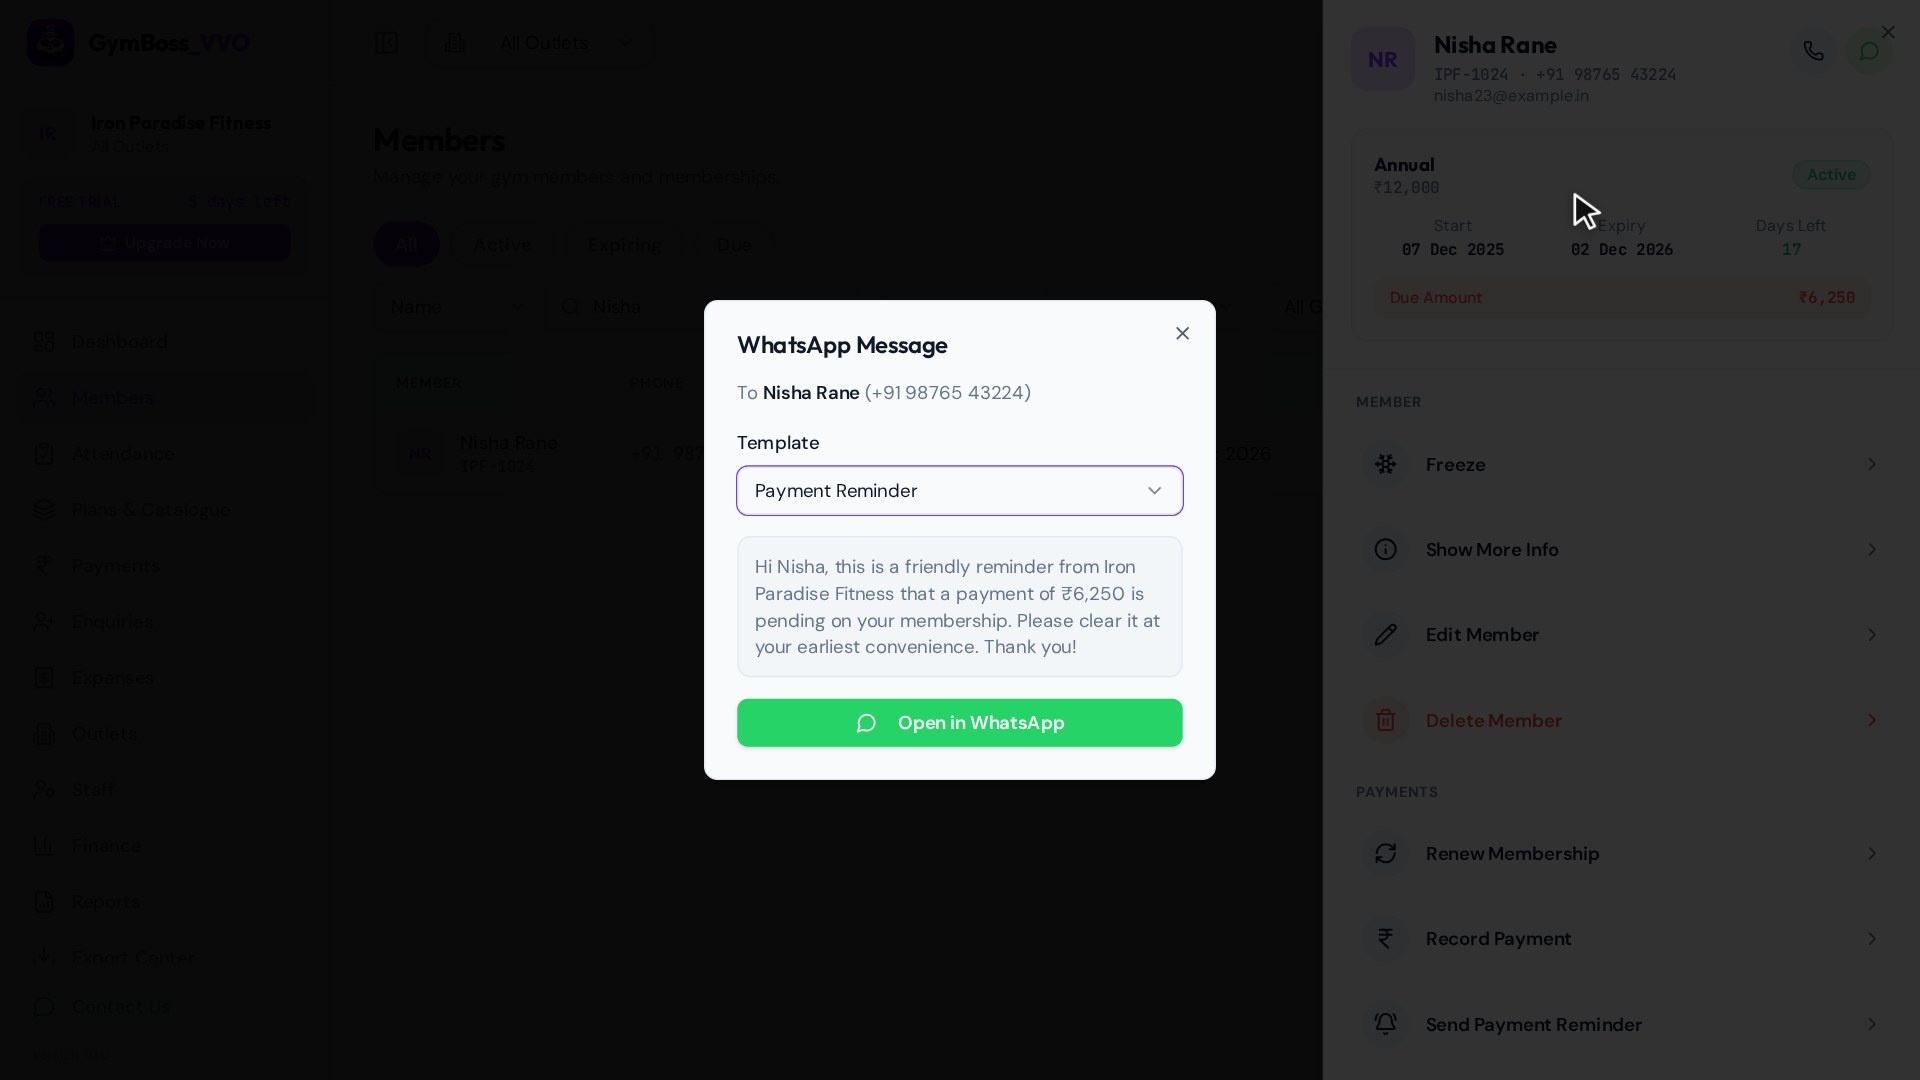 GymBoss_VVO
IR
Iron Paradise Fitness
All Outlets
FREE TRIAL
5 days left
Upgrade Now
Dashboard
Members
Attendance
Plans & Catalogue
Payments
Enquiries
Expenses
Outlets
Staff
Finance
Reports
Export Center
Contact Us
All Outlets
Members
Manage your gym members and memberships.
All
Active
Expiring
Due
Name
Nisha
All G
MEMBER
PHONE
NR
Nisha Rane
IPF-1024
+91 987
2026
WhatsApp Message
To Nisha Rane (+91 98765 43224)
Template
Payment Reminder
Hi Nisha, this is a friendly reminder from Iron
Paradise Fitness that a payment of ₹6,250 is
pending on your membership. Please clear it at
your earliest convenience. Thank you!
Open in WhatsApp
NR
Nisha Rane
IPF-1024 · +91 98765 43224
nisha23@example.in
Annual
₹12,000
Active
Start
Expiry
Days Left
07 Dec 2025
02 Dec 2026
17
Due Amount
₹6,250
MEMBER
Freeze
Show More Info
Edit Member
Delete Member
PAYMENTS
Renew Membership
Record Payment
Send Payment Reminder